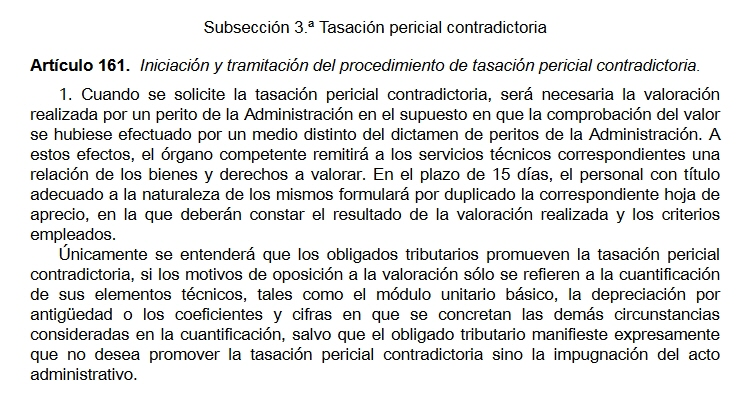 Subsección 3.ª Tasación pericial contradictoria
Artículo 161. Iniciación y tramitación del procedimiento de tasación pericial contradictoria.
1. Cuando se solicite la tasación pericial contradictoria, será necesaria la valoración
realizada por un perito de la Administración en el supuesto en que la comprobación del valor
se hubiese efectuado por un medio distinto del dictamen de peritos de la Administración. A
estos efectos, el órgano competente remitirá a los servicios técnicos correspondientes una
relación de los bienes y derechos a valorar. En el plazo de 15 días, el personal con título
adecuado a la naturaleza de los mismos formulará por duplicado la correspondiente hoja de
aprecio, en la que deberán constar el resultado de la valoración realizada y los criterios
empleados.
Únicamente se entenderá que los obligados tributarios promueven la tasación pericial
contradictoria, si los motivos de oposición a la valoración sólo se refieren a la cuantificación
de sus elementos técnicos, tales como el módulo unitario básico, la depreciación por
antigüedad o los coeficientes y cifras en que se concretan las demás circunstancias
consideradas en la cuantificación, salvo que el obligado tributario manifieste expresamente
que no desea promover la tasación pericial contradictoria sino la impugnación del acto
administrativo.